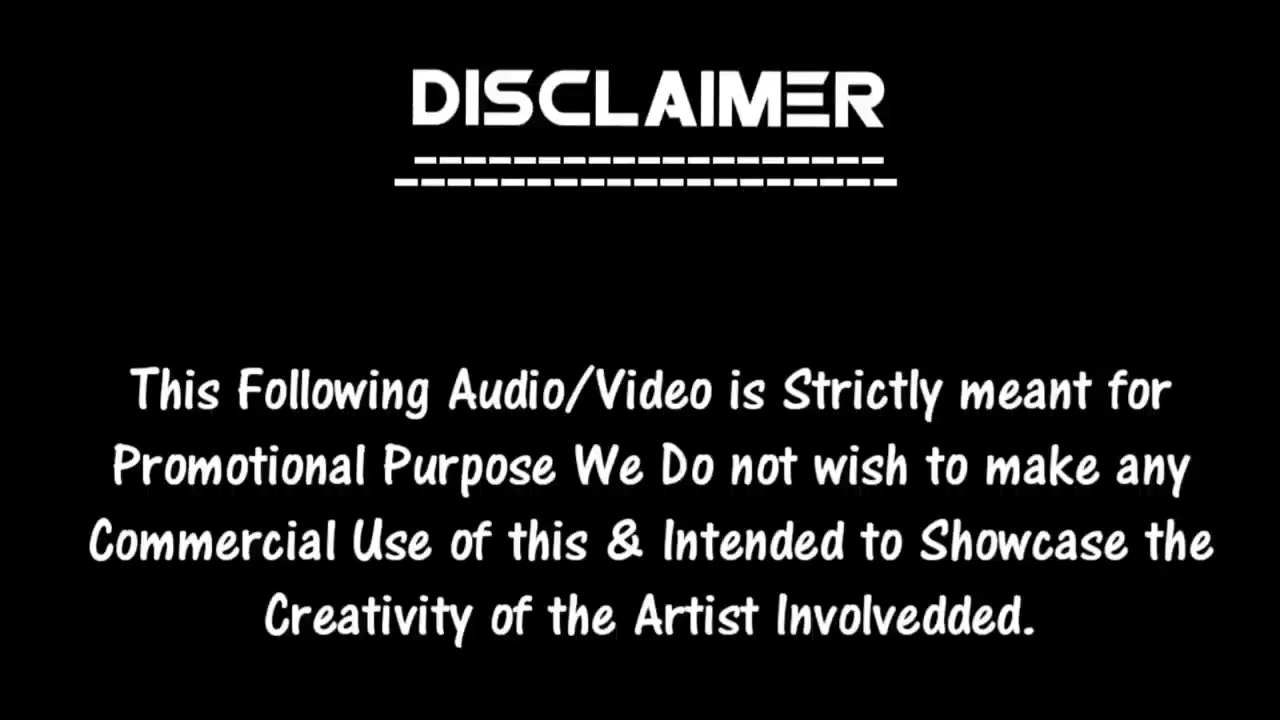 DISCLAIMER
This Following Audio/Video is Strictly meant for
Promotional Purpose We Do not wish to make any
Commercial Use of this & Intended to Showcase the
Creativity of the Artist Involvedded.